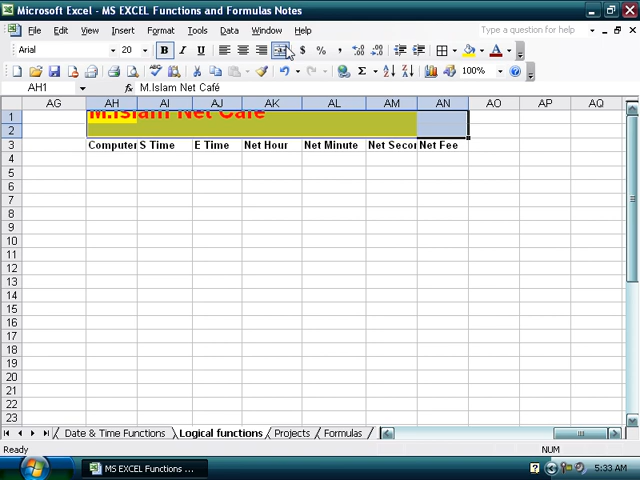 Microsoft Excel - MS EXCEL Functions and Formulas Notes
File Edit View Insert Format Tools Data Window Help Type a question for help
Arial 20 B I U $ % ,
Σ 100%
AH1 fx M.Islam Net Café
AG AH AI AJ AK AL AM AN AO AP AQ
1 M.Islam Net Café
2
3 Computer S Time E Time Net Hour Net Minute Net Secor Net Fee
4
5
6
7
8
9
10
11
12
13
14
15
16
17
18
19
20
21
22
23
Date & Time Functions Logical functions Projects Formulas
Ready NUM
start MS EXCEL Functions ... 5:33 AM